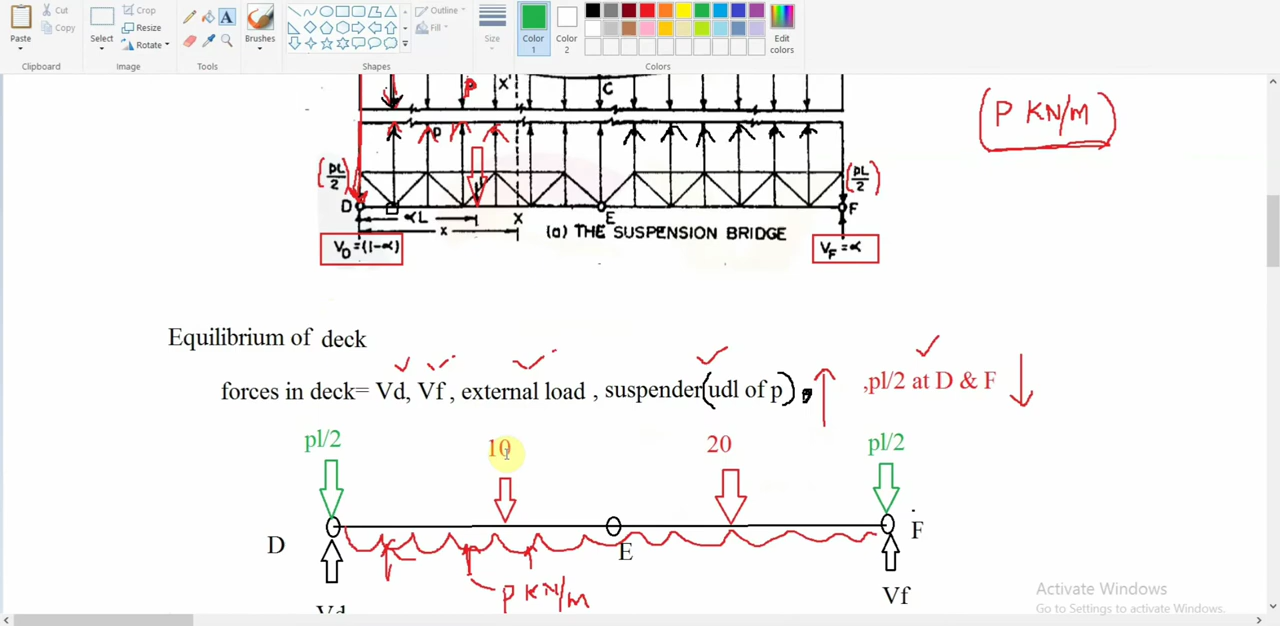 Paste
Cut
Copy
Clipboard
Select
Crop
Resize
Rotate
Image
Tools
Brushes
Shapes
Outline
Fill
Size
Color
1
Color
2
Edit
colors
Colors
P KN/M
P
X
C
P
(PL/2)
(PL/2)
D
αL
X
E
F
x
(a) THE SUSPENSION BRIDGE
V_D=(1-α)
V_F=α
Equilibrium of deck
forces in deck= Vd, Vf , external load , suspender(udl of p) , ,pl/2 at D & F
pl/2
10
20
pl/2
D
E
F
P KN/M
Vd
Vf
Activate Windows
Go to Settings to activate Windows.